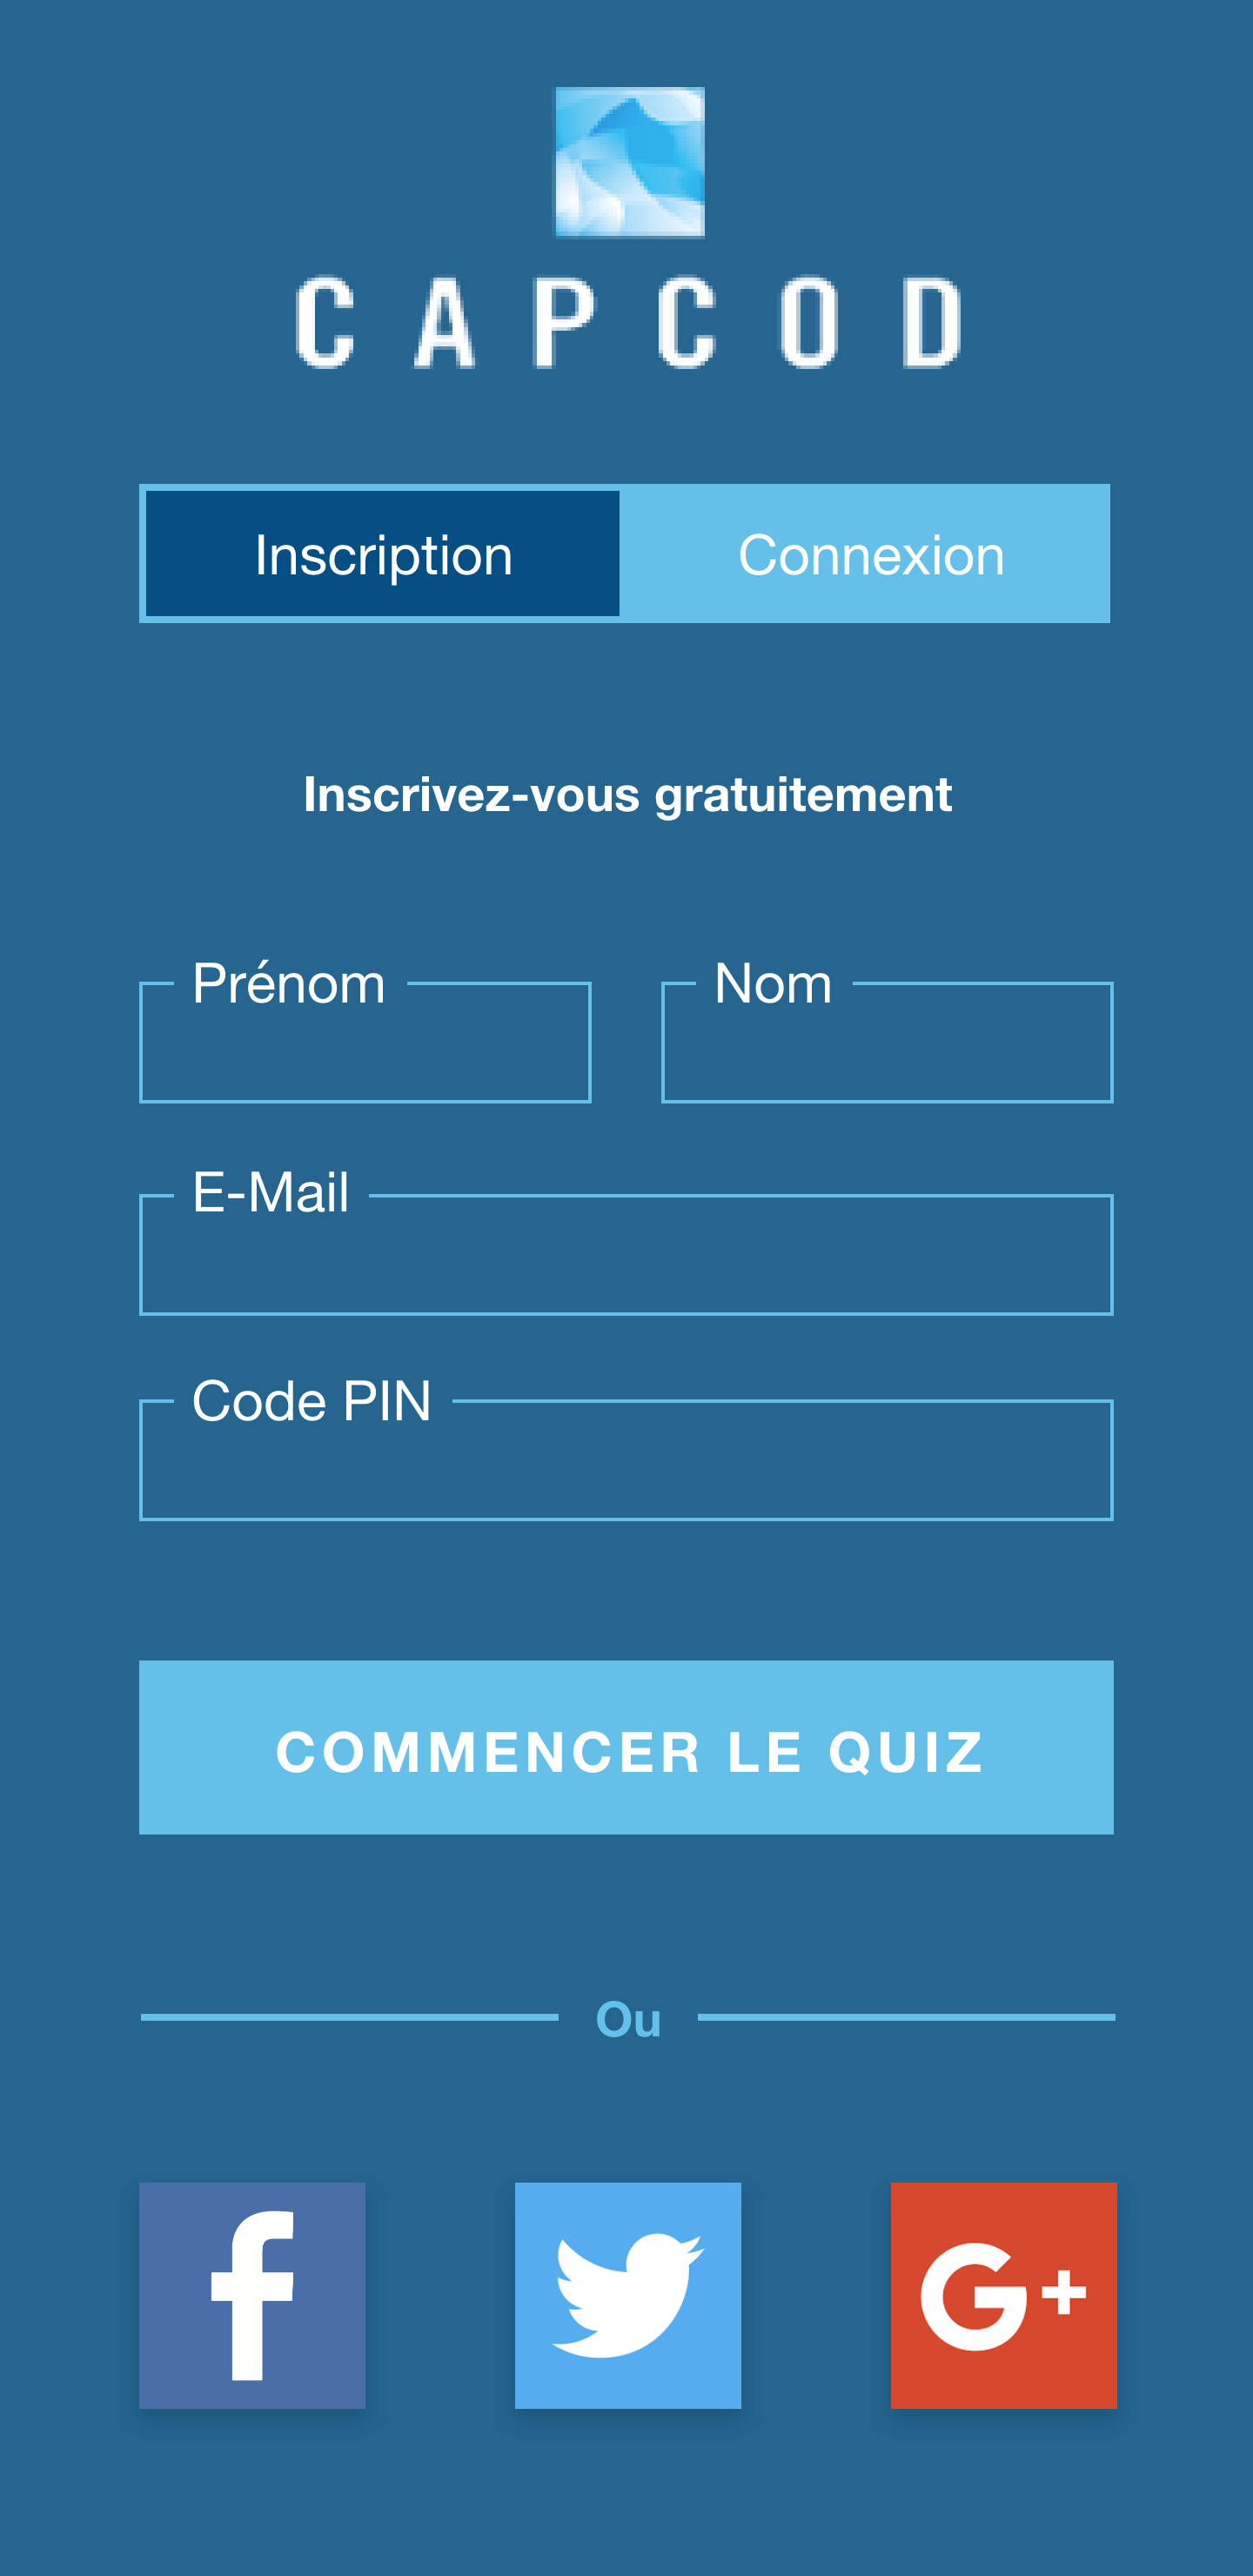 CAPCOD
Inscription Connexion
Inscrivez-vous gratuitement
Prénom Nom
E-Mail
Code PIN
COMMENCER LE QUIZ
Ou
f G+